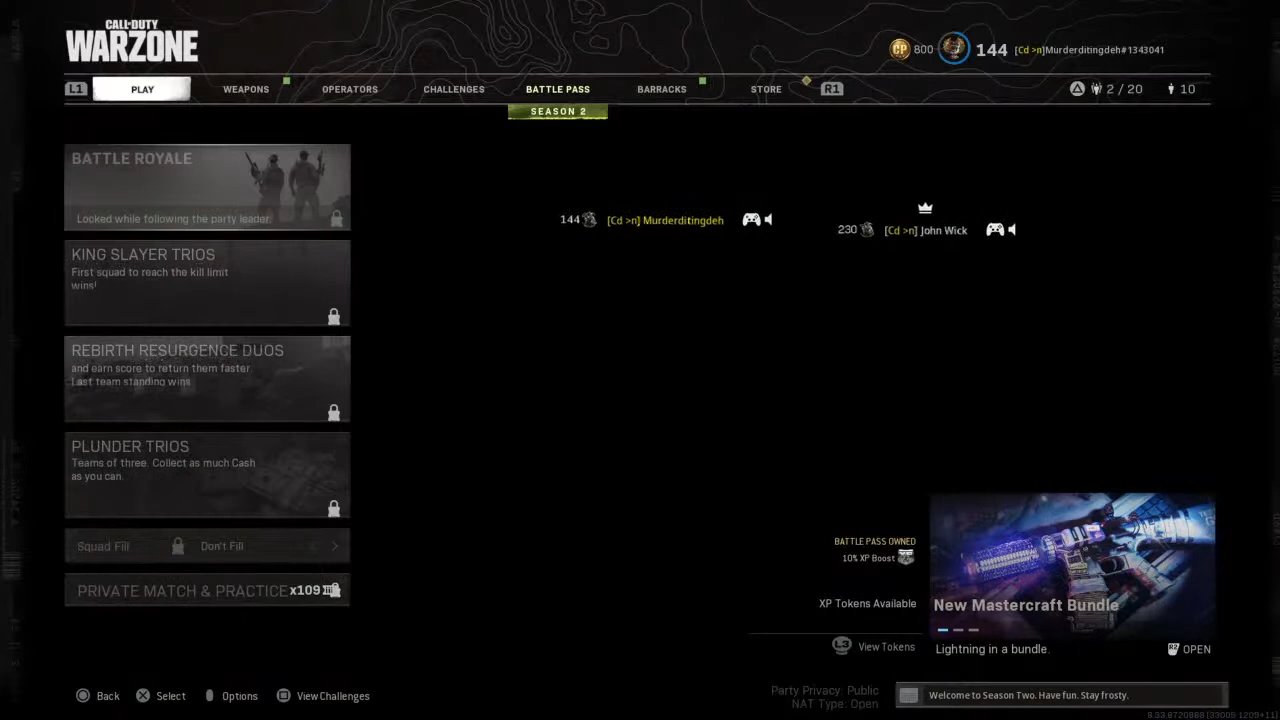 CALL·DUTY
WARZONE
CP 800 144 [Cd >n]Murderditingdeh#1343041
L1 PLAY WEAPONS OPERATORS CHALLENGES BATTLE PASS BARRACKS STORE R1 2 / 20 10
SEASON 2
BATTLE ROYALE
Looked while following the party leader.
KING SLAYER TRIOS
First squad to reach the kill limit
wins!
REBIRTH RESURGENCE DUOS
and earn score to return them faster.
Last team standing wins
PLUNDER TRIOS
Teams of three. Collect as much Cash
as you can.
Squad Fill Don't Fill
PRIVATE MATCH & PRACTICE x109
144 [Cd >n] Murderditingdeh
230 [Cd >n] John Wick
BATTLE PASS OWNED
10% XP Boost
XP Tokens Available
L3 View Tokens
New Mastercraft Bundle
Lightning in a bundle.
R2 OPEN
Back Select Options View Challenges
Party Privacy: Public
NAT Type: Open
Welcome to Season Two. Have fun. Stay frosty.